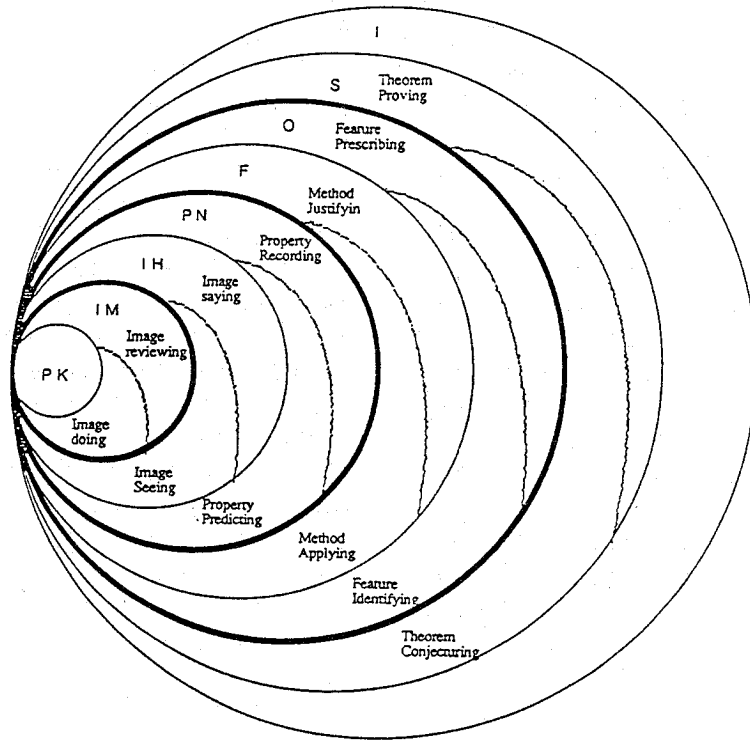 I
S
Theorem
Proving
O
Feature
Prescribing
F
Method
Justifyin
P N
Property
Recording
I H
Image
saying
I M
Image
reviewing
P K
Image
doing
Image
Seeing
Property
Predicting
Method
Applying
Feature
Identifying
Theorem
Conjecturing